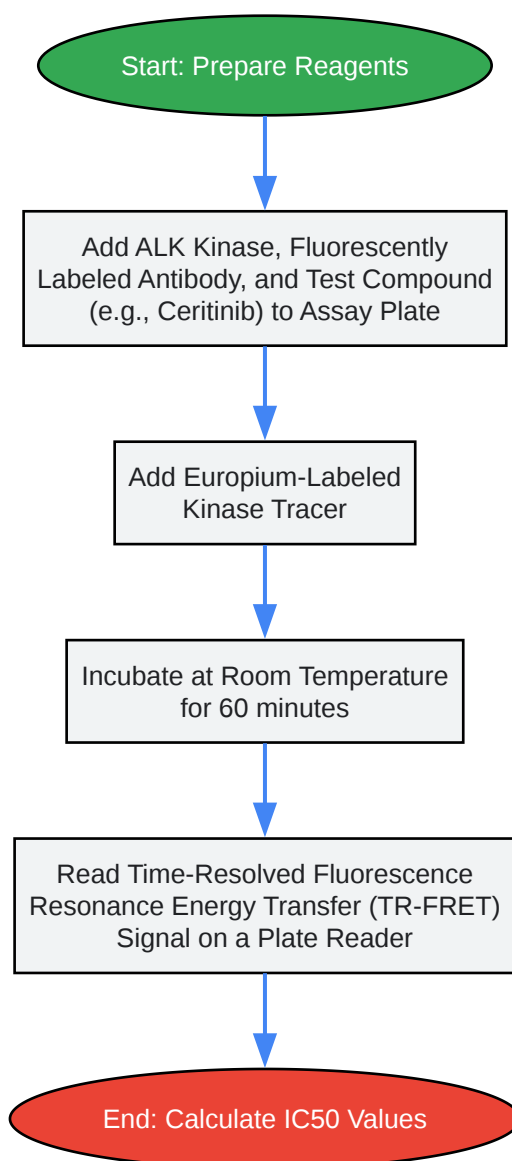 Start: Prepare Reagents
Add ALK Kinase, Fluorescently
Labeled Antibody, and Test Compound
(e.g., Ceritinib) to Assay Plate
Add Europium-Labeled
Kinase Tracer
Incubate at Room Temperature
for 60 minutes
Read Time-Resolved Fluorescence
Resonance Energy Transfer (TR-FRET)
Signal on a Plate Reader
End: Calculate IC50 Values